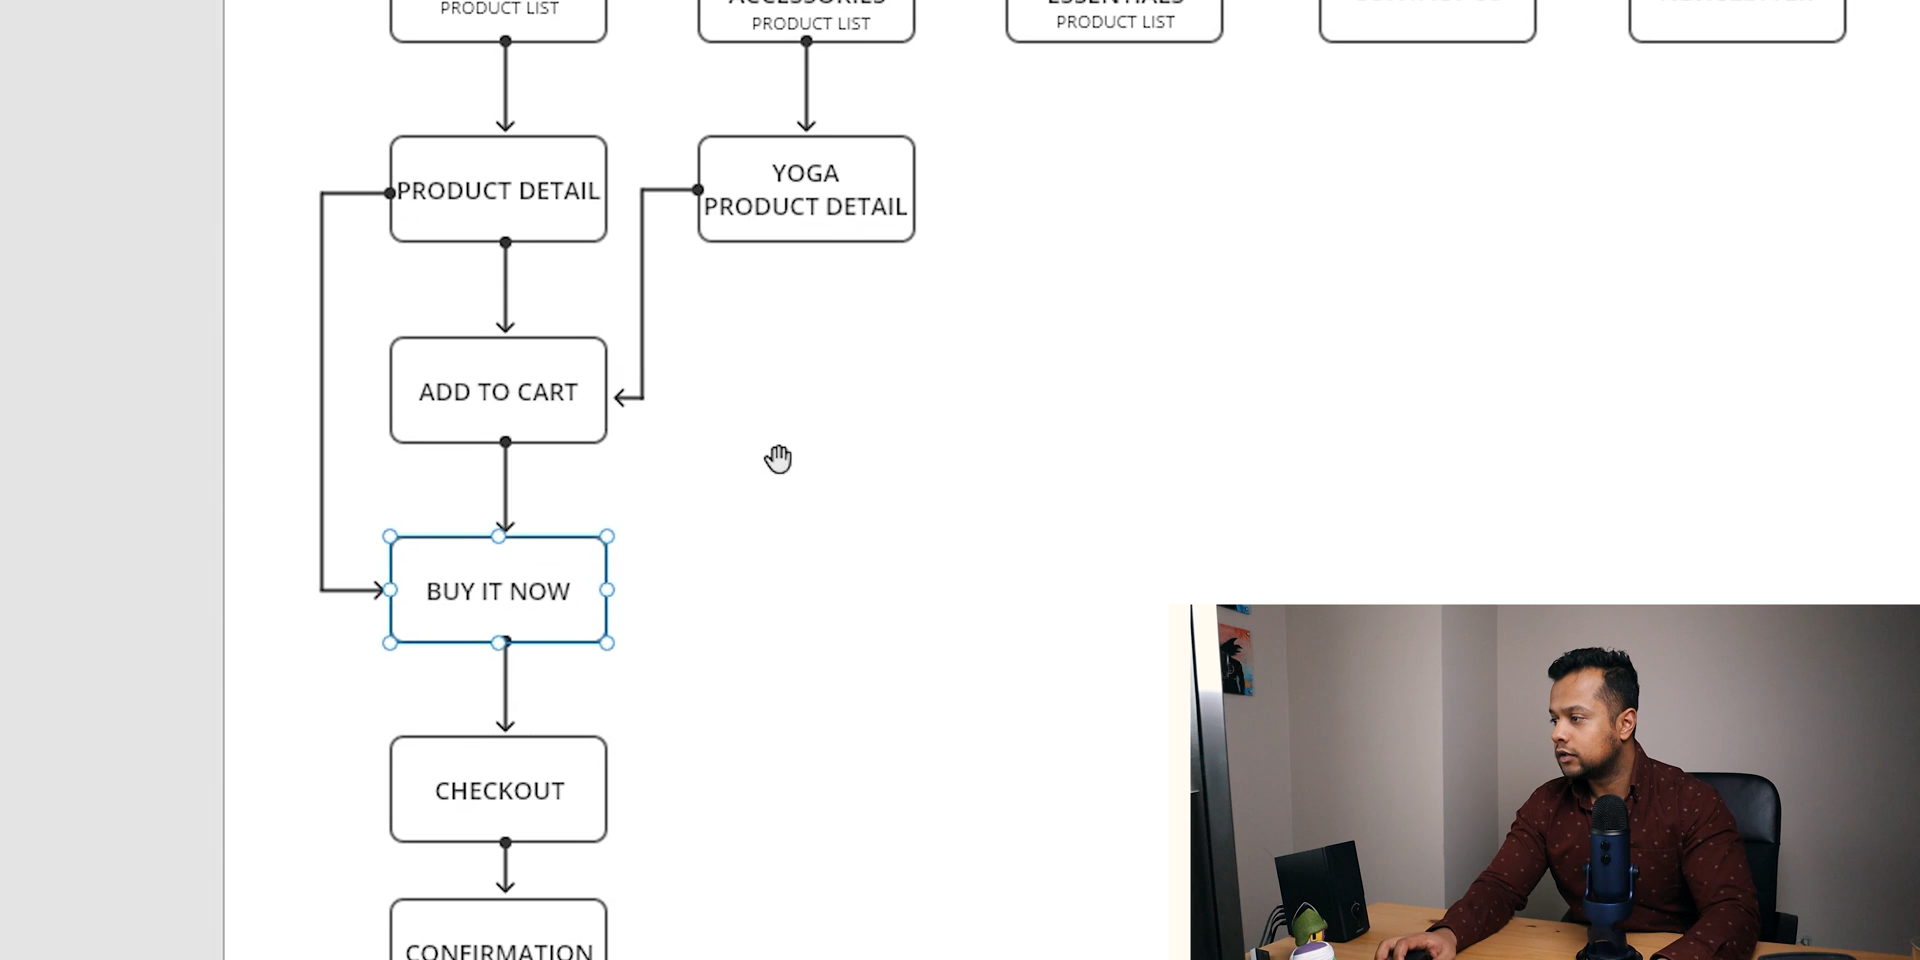 PRODUCT LIST
ACCESSORIES
PRODUCT LIST
ESSENTIALS
PRODUCT LIST
PRODUCT DETAIL
YOGA
PRODUCT DETAIL
ADD TO CART
BUY IT NOW
CHECKOUT
CONFIRMATION